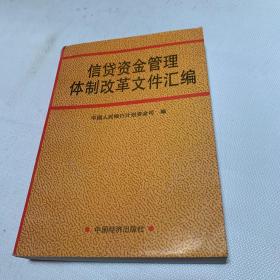 信贷资金管理
体制改革文件汇编
中国人民银行计划资金司 编
中国经济出版社